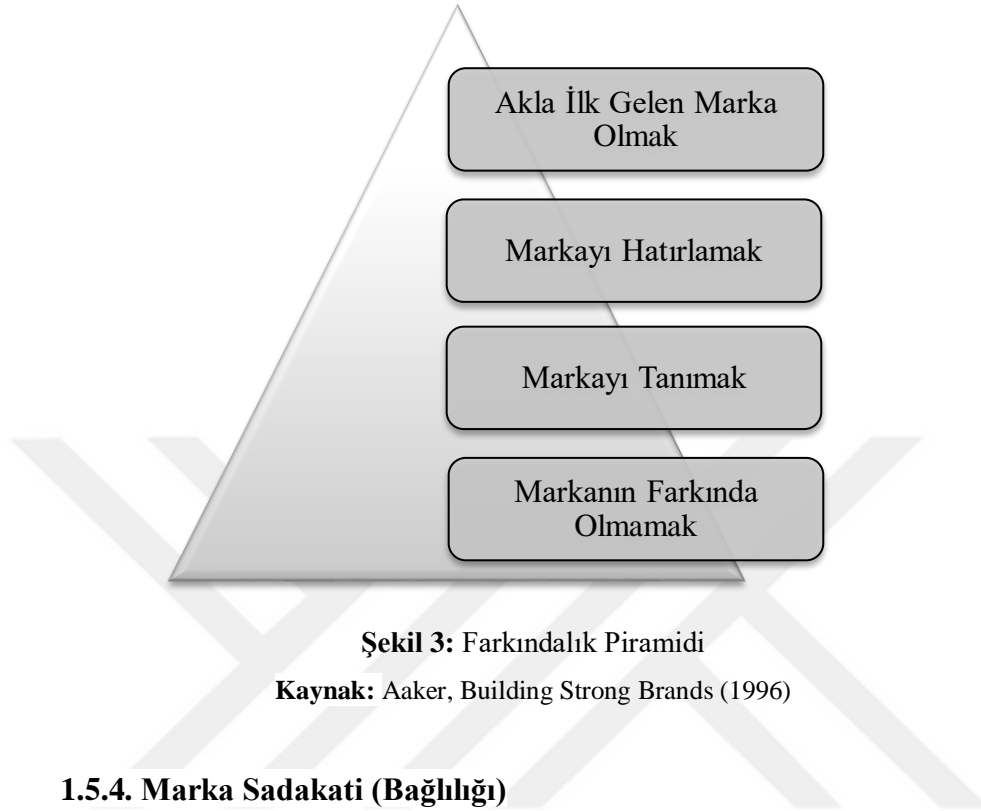 Akla İlk Gelen Marka
Olmak
Markayı Hatırlamak
Markayı Tanımak
Markanın Farkında
Olmamak
Şekil 3: Farkındalık Piramidi
Kaynak: Aaker, Building Strong Brands (1996)
1.5.4. Marka Sadakati (Bağlılığı)